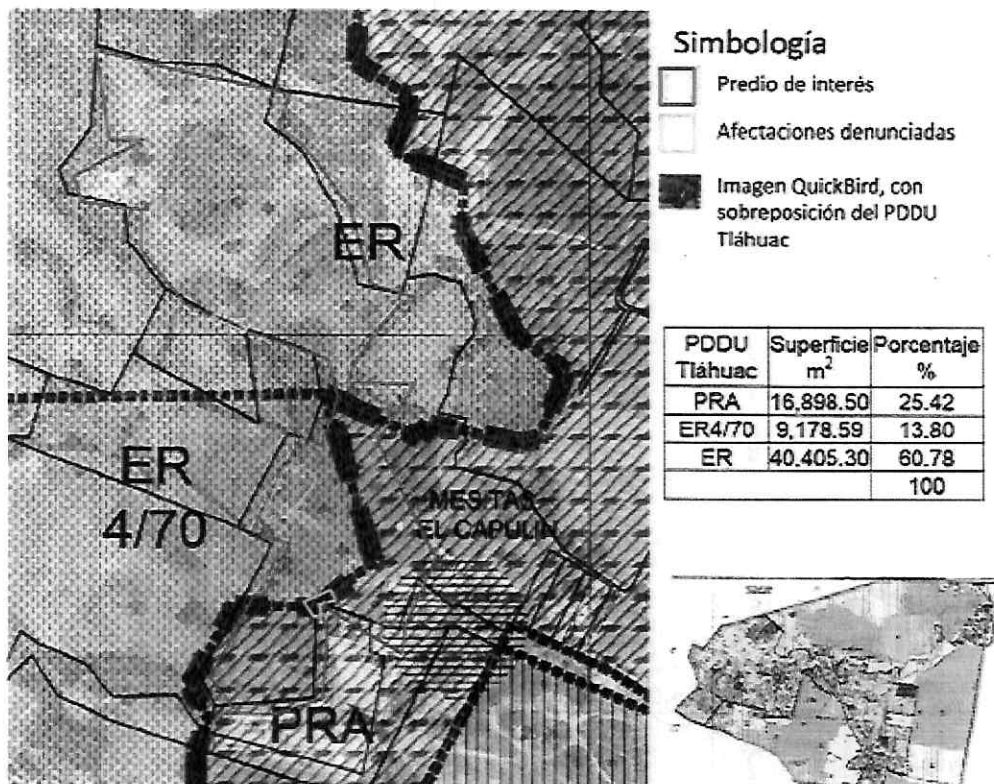 ER
ER
4/70
MESITAS
EL CAPULIN
PRA
Simbología
Predio de interés
Afectaciones denunciadas
Imagen QuickBird, con
sobreposición del PDDU
Tláhuac
PDDU Tláhuac Superficie m² Porcentaje %
PRA 16,898.50 25.42
ER4/70 9,178.59 13.80
ER 40,405.30 60.78
100